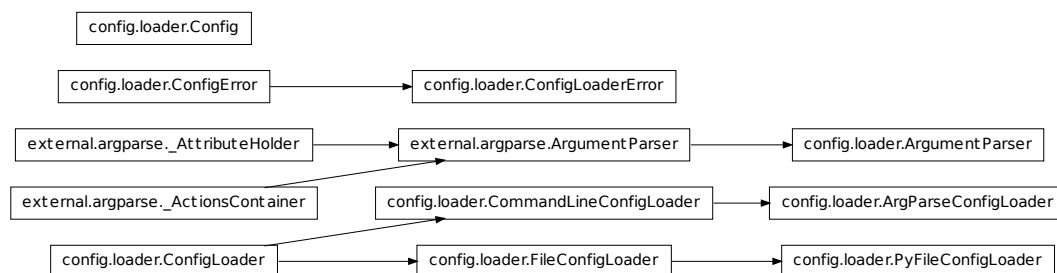 config.loader.Config
config.loader.ConfigError
config.loader.ConfigLoaderError
external.argparse._AttributeHolder
external.argparse.ArgumentParser
config.loader.ArgumentParser
external.argparse._ActionsContainer
config.loader.CommandLineConfigLoader
config.loader.ArgParseConfigLoader
config.loader.ConfigLoader
config.loader.FileConfigLoader
config.loader.PyFileConfigLoader